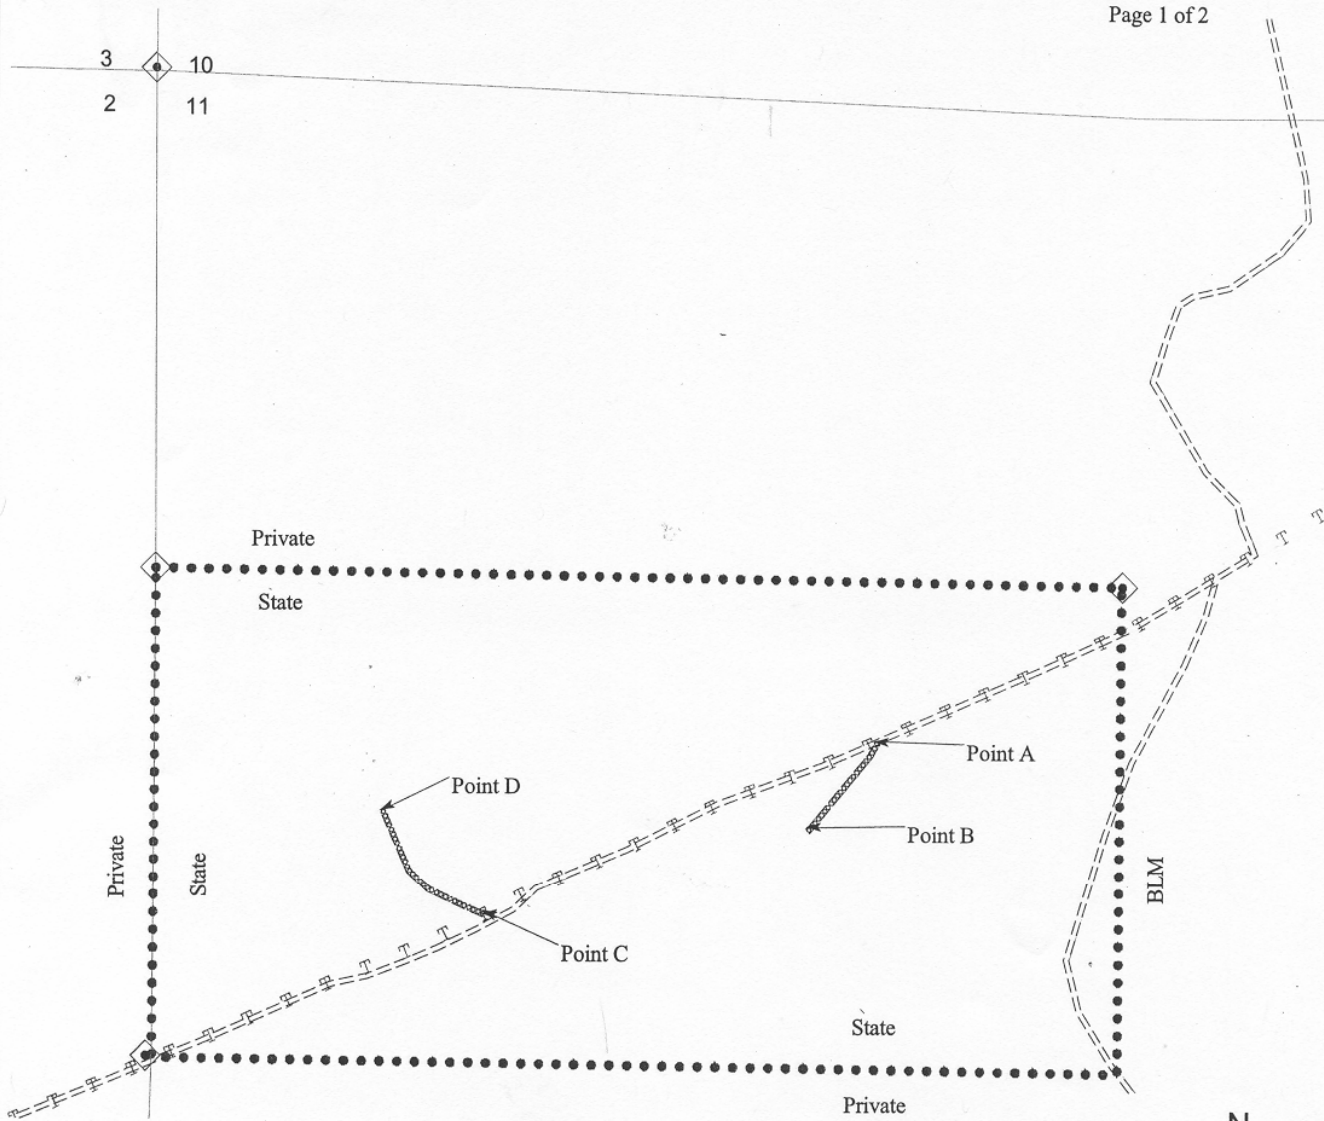 Page 1 of 2
3 10
2 11
Private
State
Point A
Point D
Point B
Private
State
BLM
Point C
State
Private
N